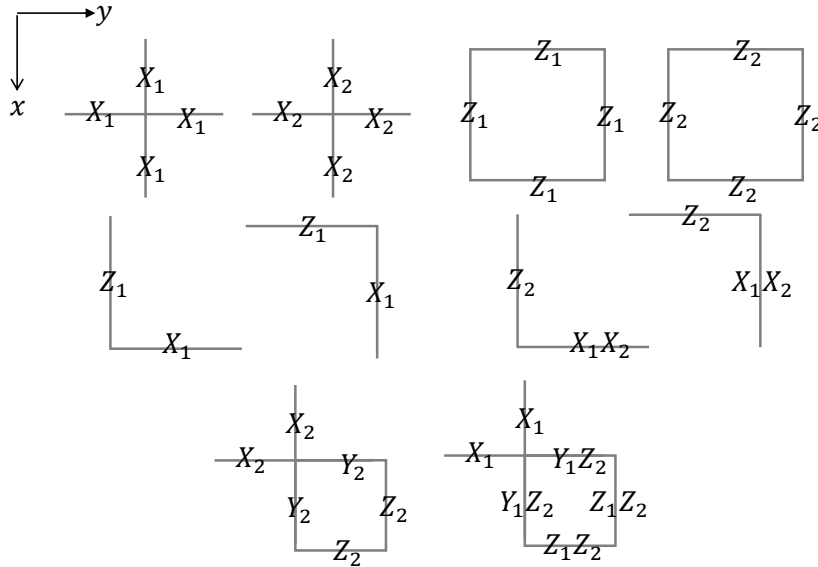 y
x
X₁ X₁ X₁ X₁
X₂ X₂ X₂ X₂
Z₁ Z₁ Z₁ Z₁
Z₂ Z₂ Z₂ Z₂
Z₁ X₁
Z₁ X₁
Z₂ X₁X₂
Z₂ X₁X₂
X₂ X₂ Y₂ Y₂ Z₂ Z₂
X₁ X₁ Y₁Z₂ Y₁Z₂ Z₁Z₂ Z₁Z₂